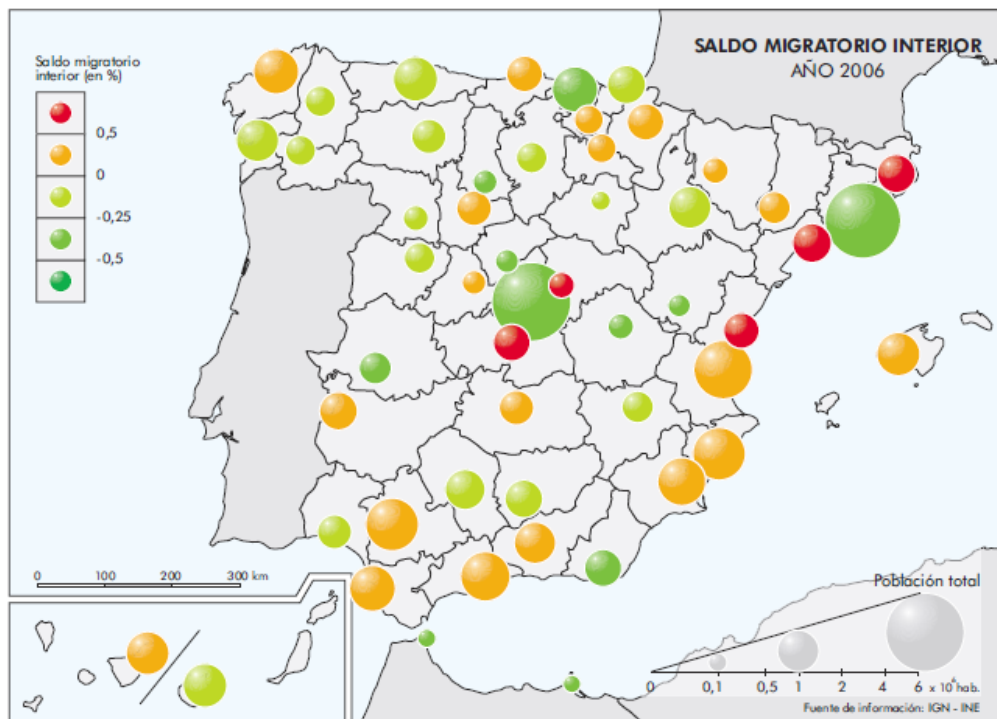 SALDO MIGRATORIO INTERIOR
AÑO 2006
Saldo migratorio
interior (en %)
0,5
0
-0,25
-0,5
0 100 200 300 km
Población total
0 0,1 0,5 1 2 4 6 x 10⁶ hab.
Fuente de información: IGN - INE